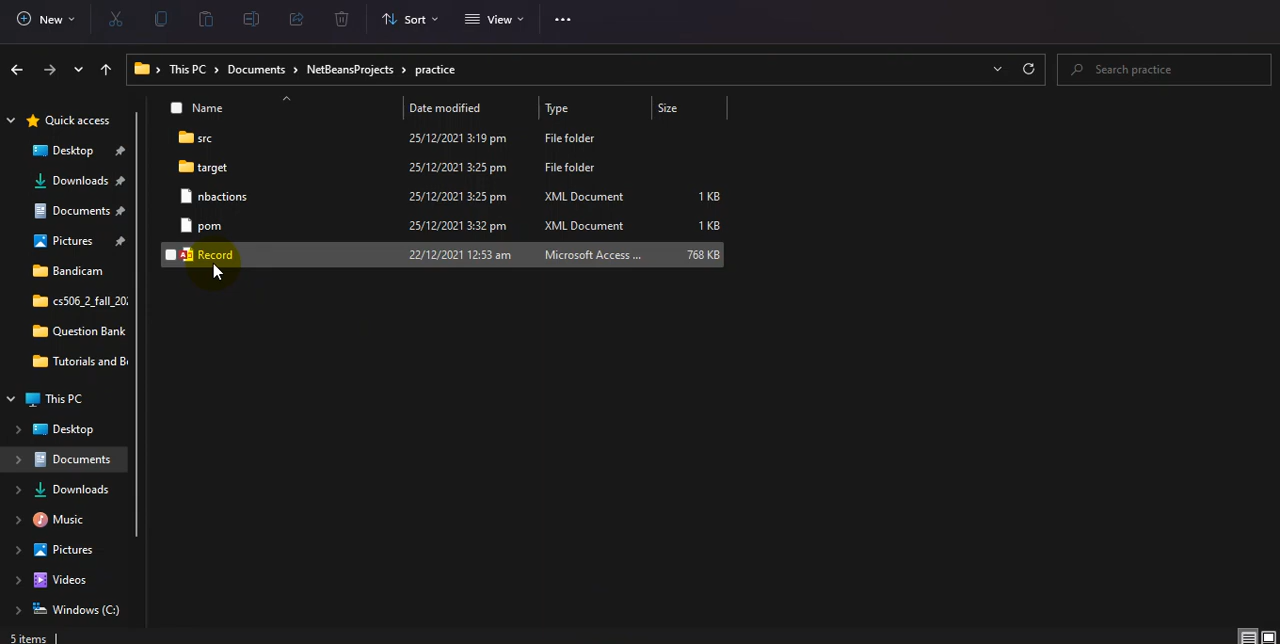 New Sort View
This PC Documents NetBeansProjects practice Search practice
Name Date modified Type Size
Quick access
Desktop
Downloads
Documents
Pictures
Bandicam
cs506_2_fall_20
Question Bank
Tutorials and B
This PC
Desktop
Documents
Downloads
Music
Pictures
Videos
Windows (C:)
src 25/12/2021 3:19 pm File folder
target 25/12/2021 3:25 pm File folder
nbactions 25/12/2021 3:25 pm XML Document 1 KB
pom 25/12/2021 3:32 pm XML Document 1 KB
Record 22/12/2021 12:53 am Microsoft Access ... 768 KB
5 items